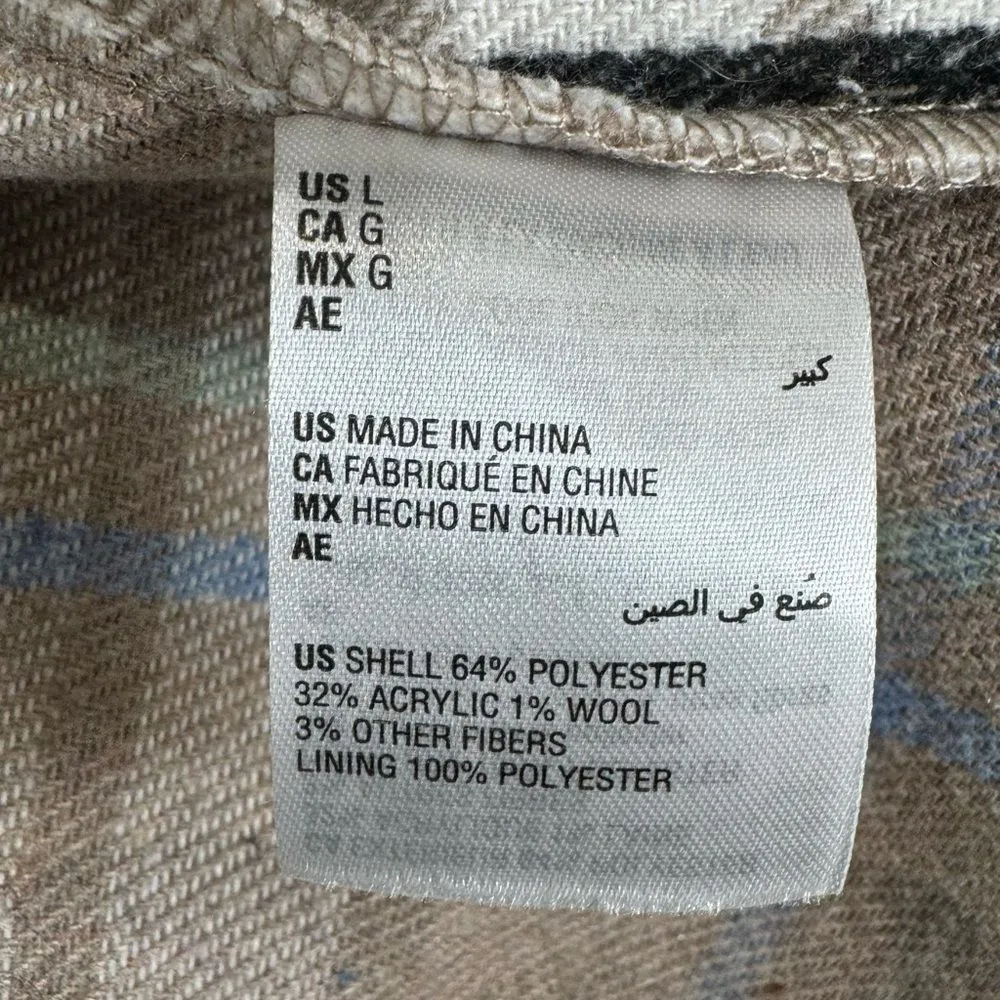 US L
CA G
MX G
AE
كبير
US MADE IN CHINA
CA FABRIQUÉ EN CHINE
MX HECHO EN CHINA
AE
صُنع في الصين
US SHELL 64% POLYESTER
32% ACRYLIC 1% WOOL
3% OTHER FIBERS
LINING 100% POLYESTER